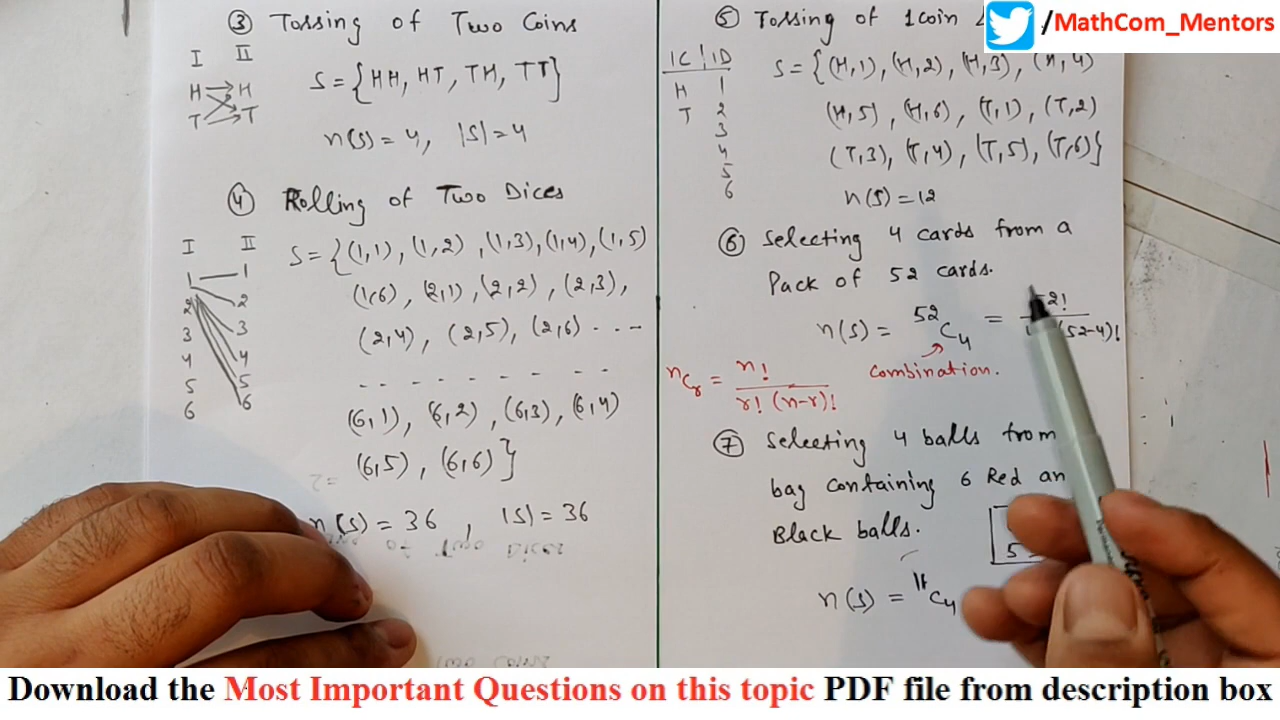 ③ Tossing of Two Coins
I II
H H
T T
S = {HH, HT, TH, TT}
n(S) = 4, |S| = 4
④ Rolling of Two Dices
I II
1 1
2 2
3 3
4 4
5 5
6 6
S = {(1,1), (1,2), (1,3), (1,4), (1,5)
(1,6), (2,1), (2,2), (2,3),
(2,4), (2,5), (2,6) - - - -
- - - - - - - -
(6,1), (6,2), (6,3), (6,4)
(6,5), (6,6)}
n(S) = 36, |S| = 36
⑤ Tossing of 1 coin
1C | 1D
H 1
T 2
3
4
5
6
S = {(H,1), (H,2), (H,3), (H,4)
(H,5), (H,6), (T,1), (T,2)
(T,3), (T,4), (T,5), (T,6)}
n(S) = 12
⑥ Selecting 4 cards from a
Pack of 52 cards.
n(S) = ⁵²C₄ = 2! / (52-4)!
Combination.
ⁿCᵣ = n! / r! (n-r)!
⑦ Selecting 4 balls from
bag containing 6 Red an
Black balls.
5
n(S) = ¹¹C₄
/MathCom_Mentors
Download the Most Important Questions on this topic PDF file from description box